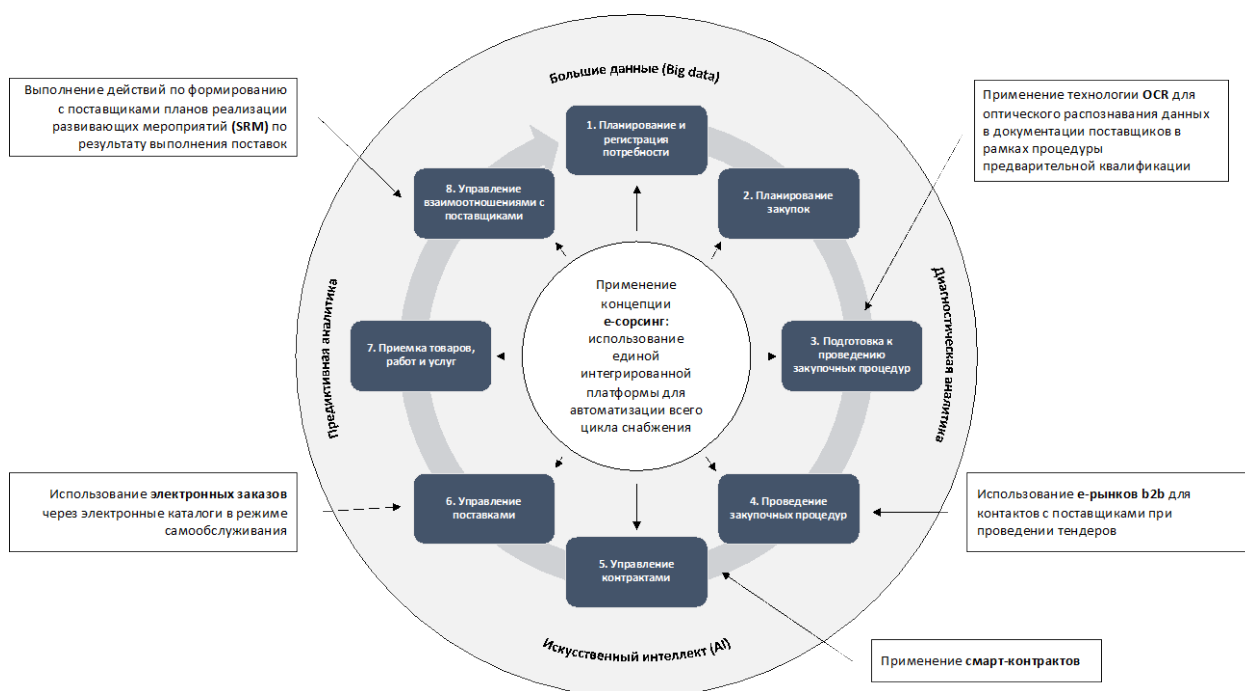 Большие данные (Big data)
Выполнение действий по формированию
с поставщиками планов реализации
развивающих мероприятий (SRM) по
результату выполнения поставок
Применение технологии OCR для
оптического распознавания данных
в документации поставщиков в
рамках процедуры
предварительной квалификации
1. Планирование и
регистрация
потребности
8. Управление
взаимоотношениями с
поставщиками
2. Планирование
закупок
Предиктивная аналитика
Диагностическая аналитика
Применение
концепции
е-сорсинг:
использование
единой
интегрированной
платформы для
автоматизации всего
цикла снабжения
7. Приемка товаров,
работ и услуг
3. Подготовка к
проведению
закупочных процедур
Использование электронных заказов
через электронные каталоги в режиме
самообслуживания
6. Управление
поставками
4. Проведение
закупочных процедур
Использование е-рынков b2b для
контактов с поставщиками при
проведении тендеров
5. Управление
контрактами
Искусственный интеллект (AI)
Применение смарт-контрактов